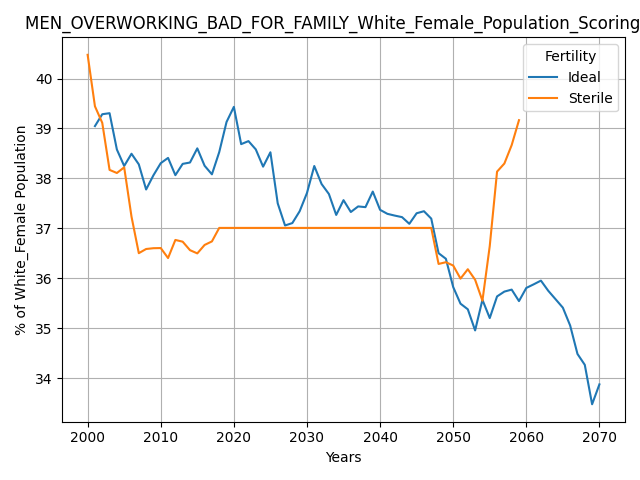 MEN_OVERWORKING_BAD_FOR_FAMILY_White_Female_Population_Scoring
Fertility
Ideal
Sterile
% of White_Female Population
40
39
38
37
36
35
34
2000 2010 2020 2030 2040 2050 2060 2070
Years